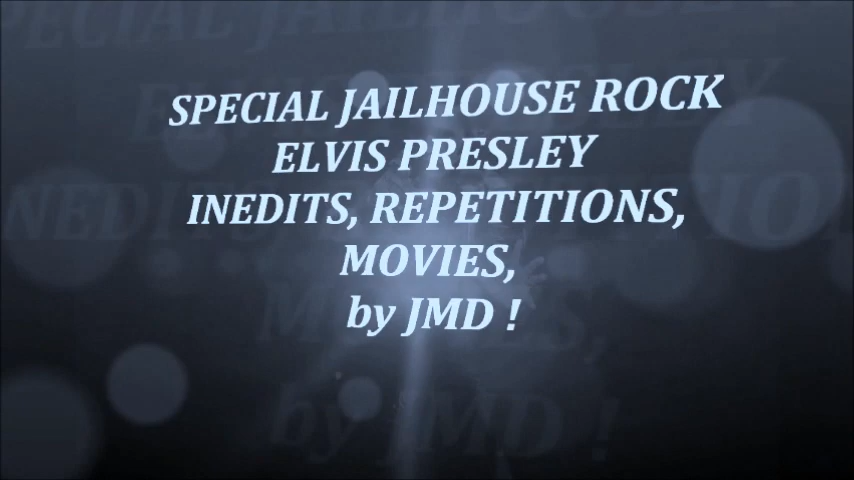 SPECIAL JAILHOUSE ROCK
ELVIS PRESLEY
INEDITS, REPETITIONS,
MOVIES,
by JMD !